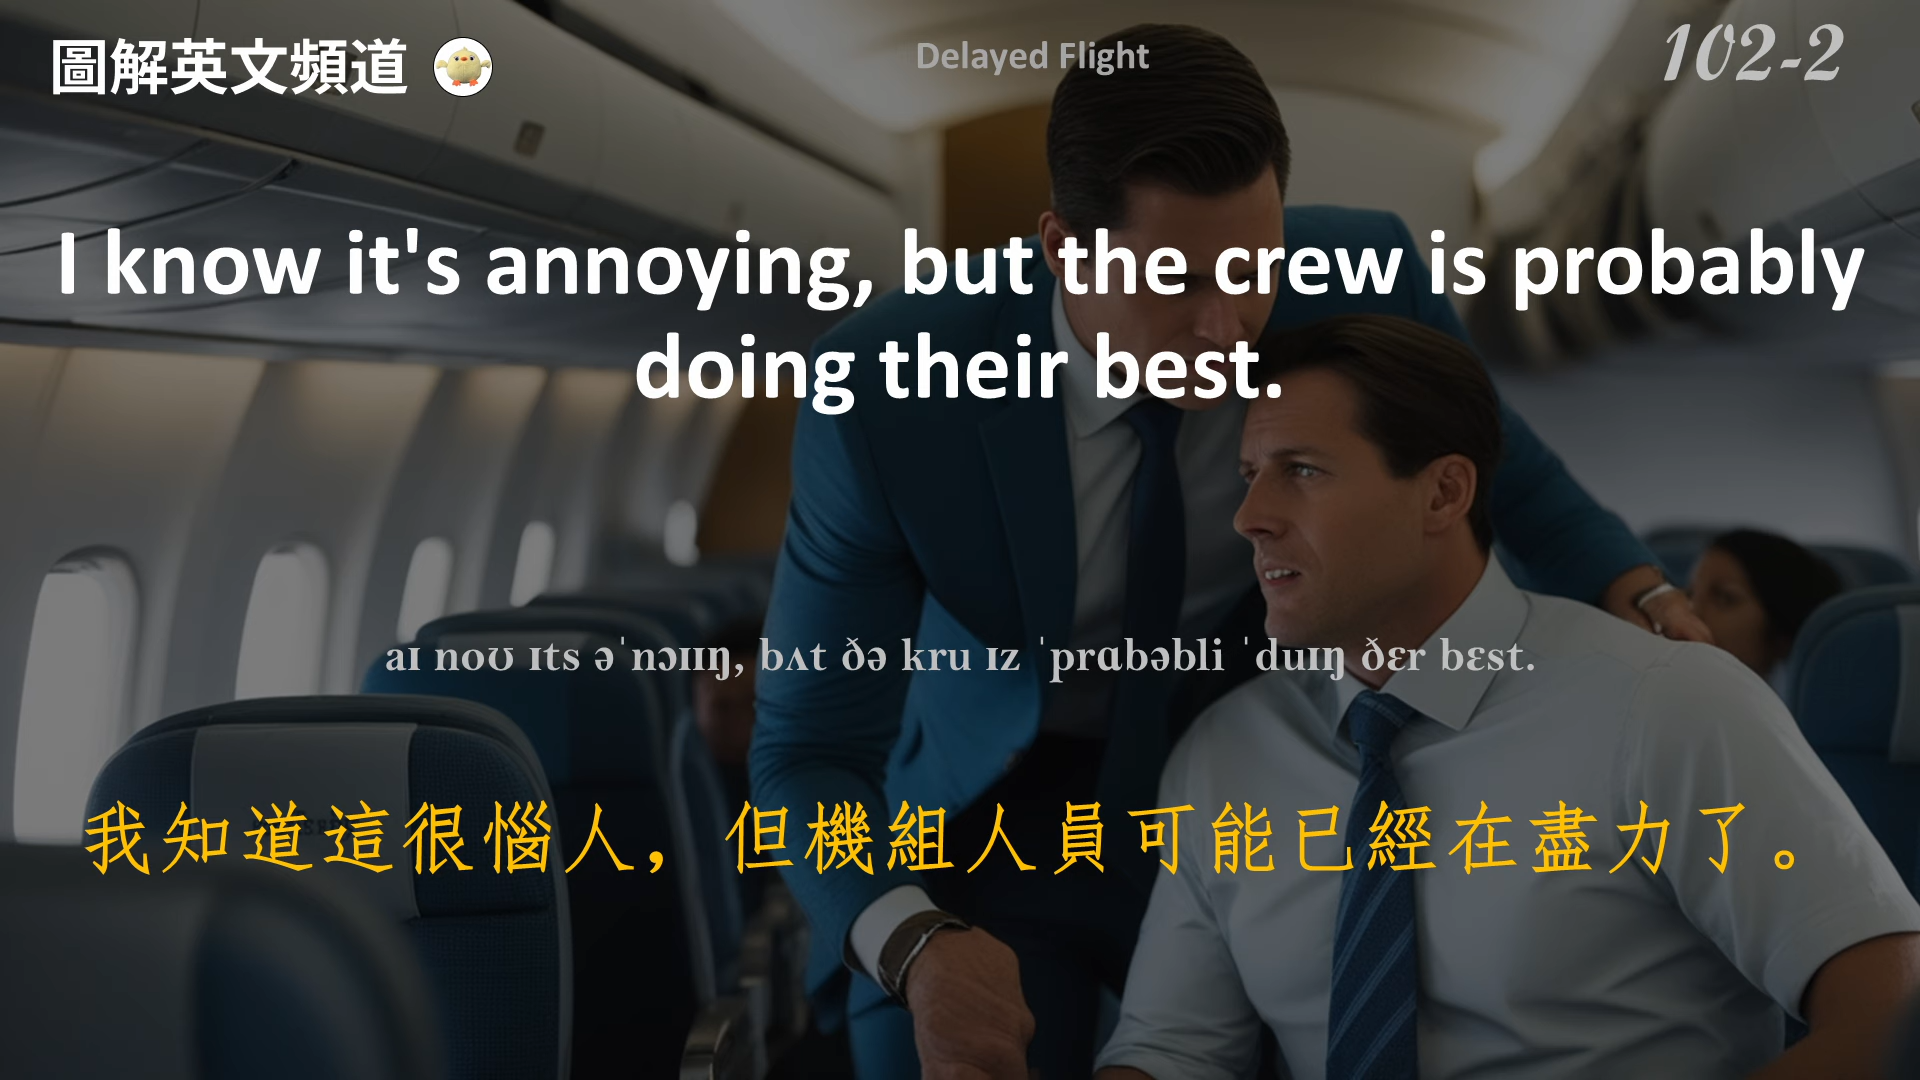 圖解英文頻道
Delayed Flight
102-2
I know it's annoying, but the crew is probably
doing their best.
aɪ noʊ ɪts əˈnɔɪɪŋ, bʌt ðə kru ɪz ˈprɑbəbli ˈduɪŋ ðɛr bɛst.
我知道這很惱人，但機組人員可能已經在盡力了。